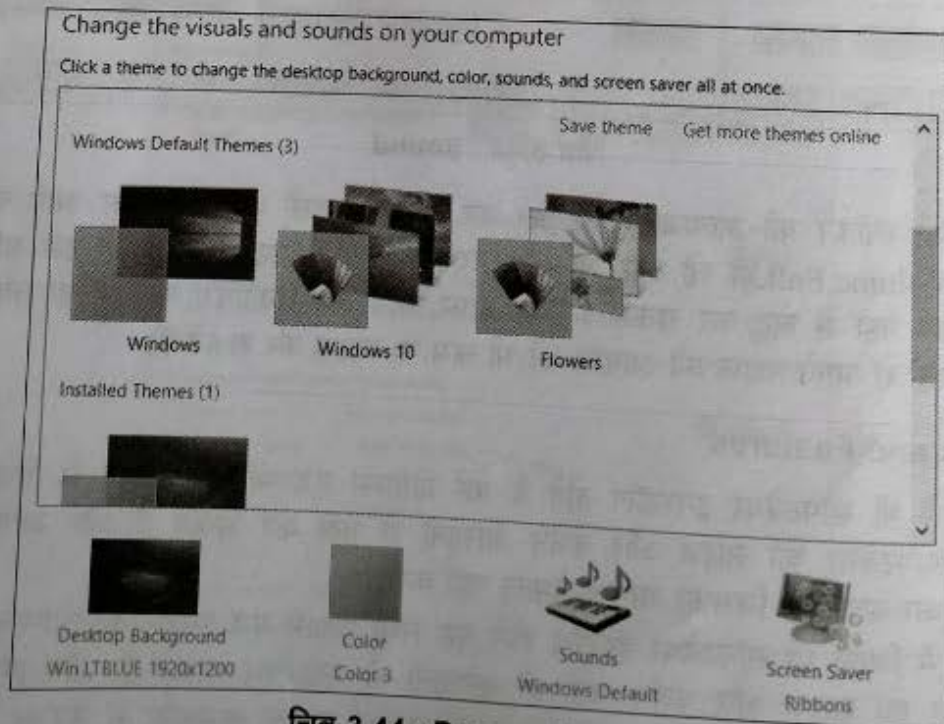 Change the visuals and sounds on your computer
Click a theme to change the desktop background, color, sounds, and screen saver all at once.
Save theme Get more themes online
Windows Default Themes (3)
Windows Windows 10 Flowers
Installed Themes (1)
Desktop Background Color Sounds Screen Saver
Win LTBLUE 1920x1200 Color 3 Windows Default Ribbons
चित्र 2.44